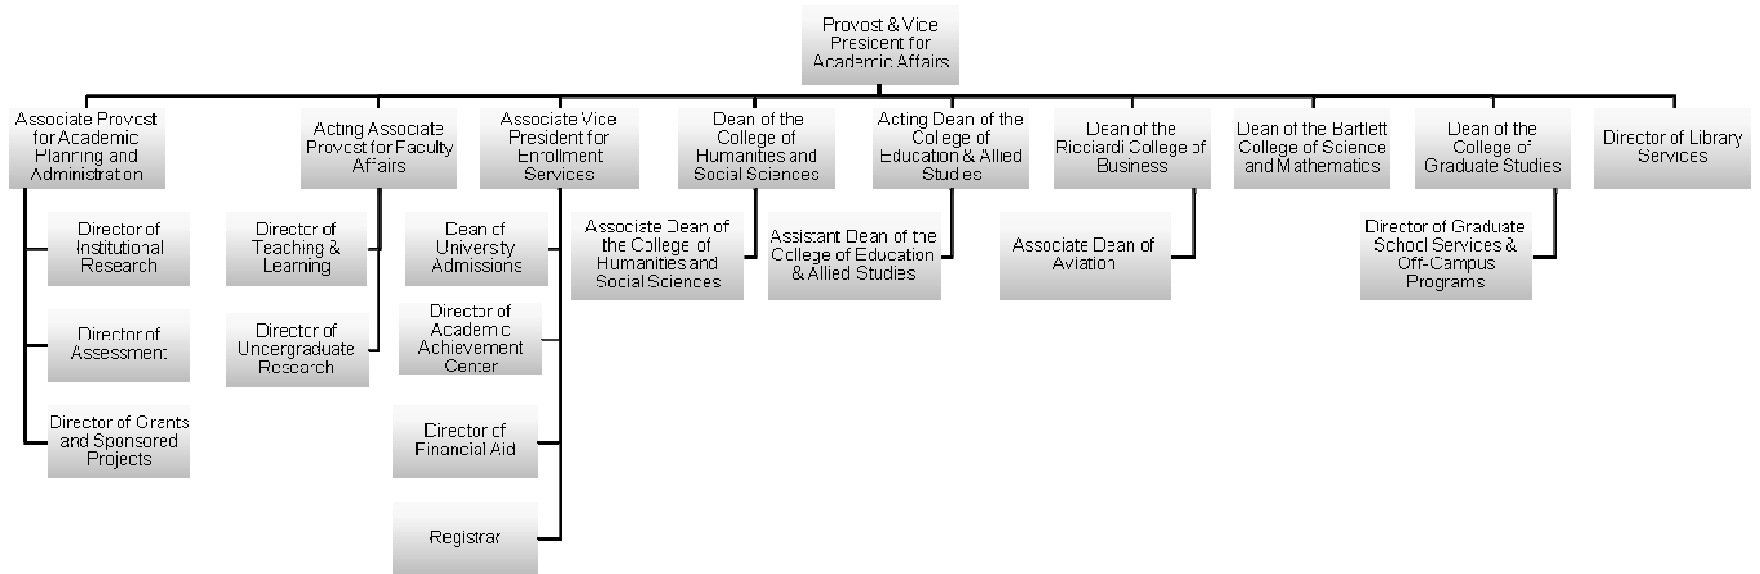 Provost & Vice
President for
Academic Affairs
Associate Provost
for Academic
Planning and
Administration
Acting Associate
Provost for Faculty
Affairs
Associate Vice
President for
Enrollment
Services
Dean of the
College of
Humanities and
Social Sciences
Acting Dean of the
College of
Education & Allied
Studies
Dean of the
Ricciardi College of
Business
Dean of the Bartlett
College of Science
and Mathematics
Dean of the
College of
Graduate Studies
Director of Library
Services
Director of
Institutional
Research
Director of
Teaching &
Learning
Dean of
University
Admissions
Associate Dean of
the College of
Humanities and
Social Sciences
Assistant Dean of the
College of Education
& Allied Studies
Associate Dean of
Aviation
Director of Graduate
School Services &
Off-Campus
Programs
Director of
Assessment
Director of
Undergraduate
Research
Director of
Academic
Achievement
Center
Director of Grants
and Sponsored
Projects
Director of
Financial Aid
Registrar